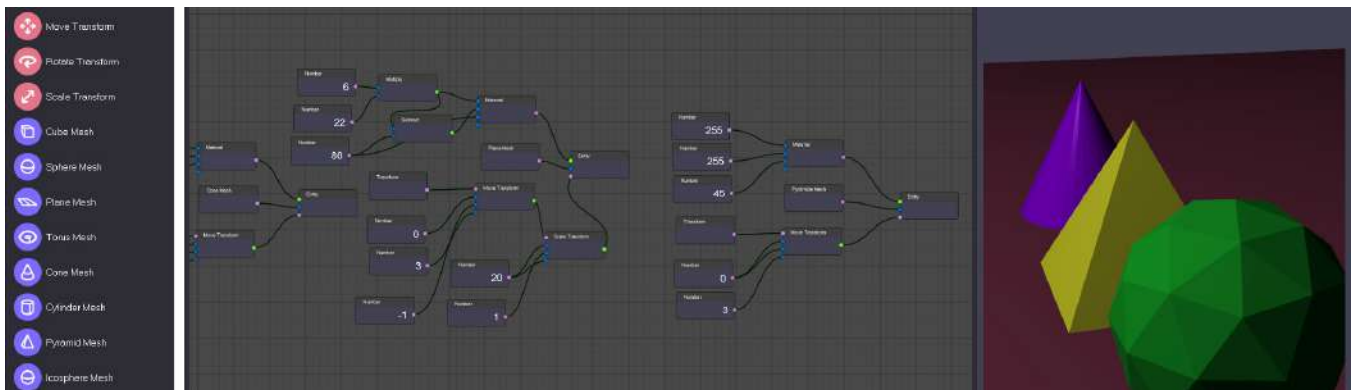 Move Transform
Rotate Transform
Scale Transform
Cube Mesh
Sphere Mesh
Plane Mesh
Torus Mesh
Cone Mesh
Cylinder Mesh
Pyramid Mesh
Icosphere Mesh
Number
6
Multiply
Number
22
Material
Subtract
Number
88
Material
Plane Mesh
Entity
Cone Mesh
Entity
Transform
Move Transform
Number
0
Move Transform
Scale Transform
Number
3
Number
20
Number
-1
Number
1
Number
255
Number
255
Material
Number
45
Pyramid Mesh
Entity
Transform
Move Transform
Number
0
Number
3